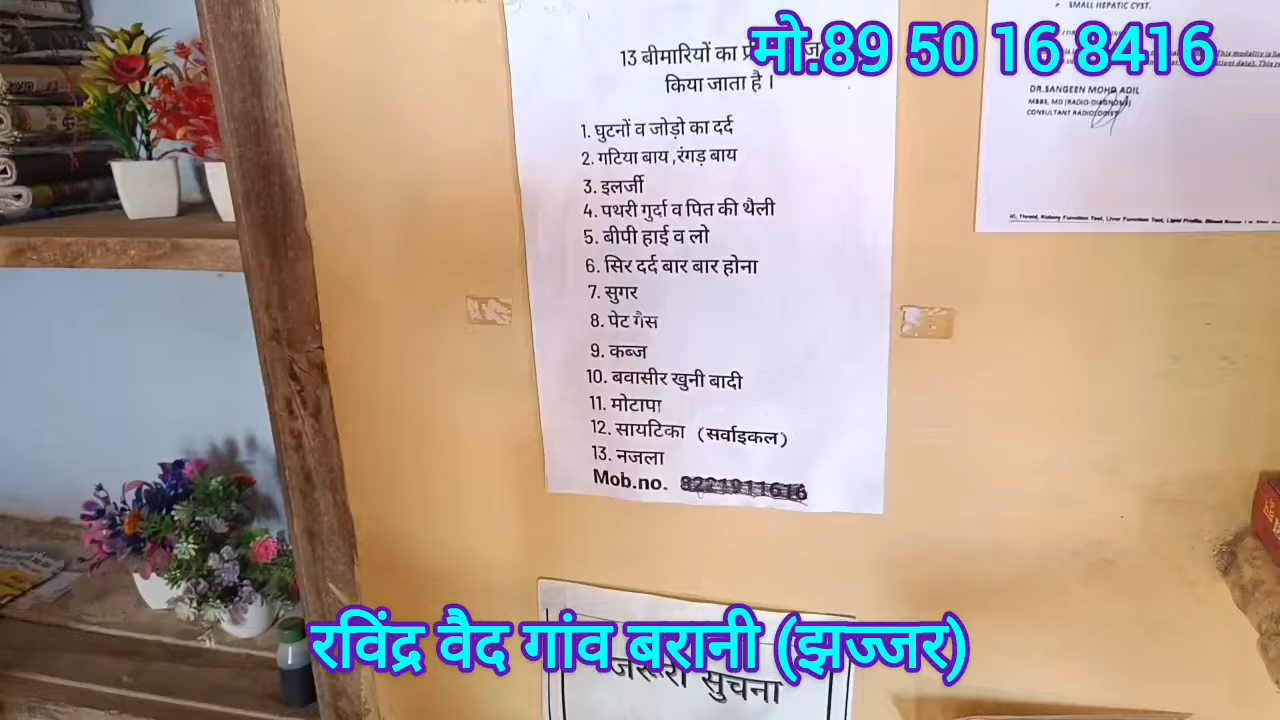 मो.89 50 16 8416
13 बीमारियों का
किया जाता है ।
1. घुटनों व जोड़ो का दर्द
2. गटिया बाय ,रंगड़ बाय
3. इलर्जी
4. पथरी गुर्दा व पित की थैली
5. बीपी हाई व लो
6. सिर दर्द बार बार होना
7. सुगर
8. पेट गैस
9. कब्ज
10. बवासीर खुनी बादी
11. मोटापा
12. सायटिका (सर्वाइकल)
13. नजला
Mob.no. 8221911616
SMALL HEPATIC CYST.
DR.SANGEEN MOHD ADIL
MBBS, MD (RADIO-DIAGNOSIS)
CONSULTANT RADIOLOGIST
रविंद्र वैद गांव बरानी (झज्जर)
जरूरी सुचना